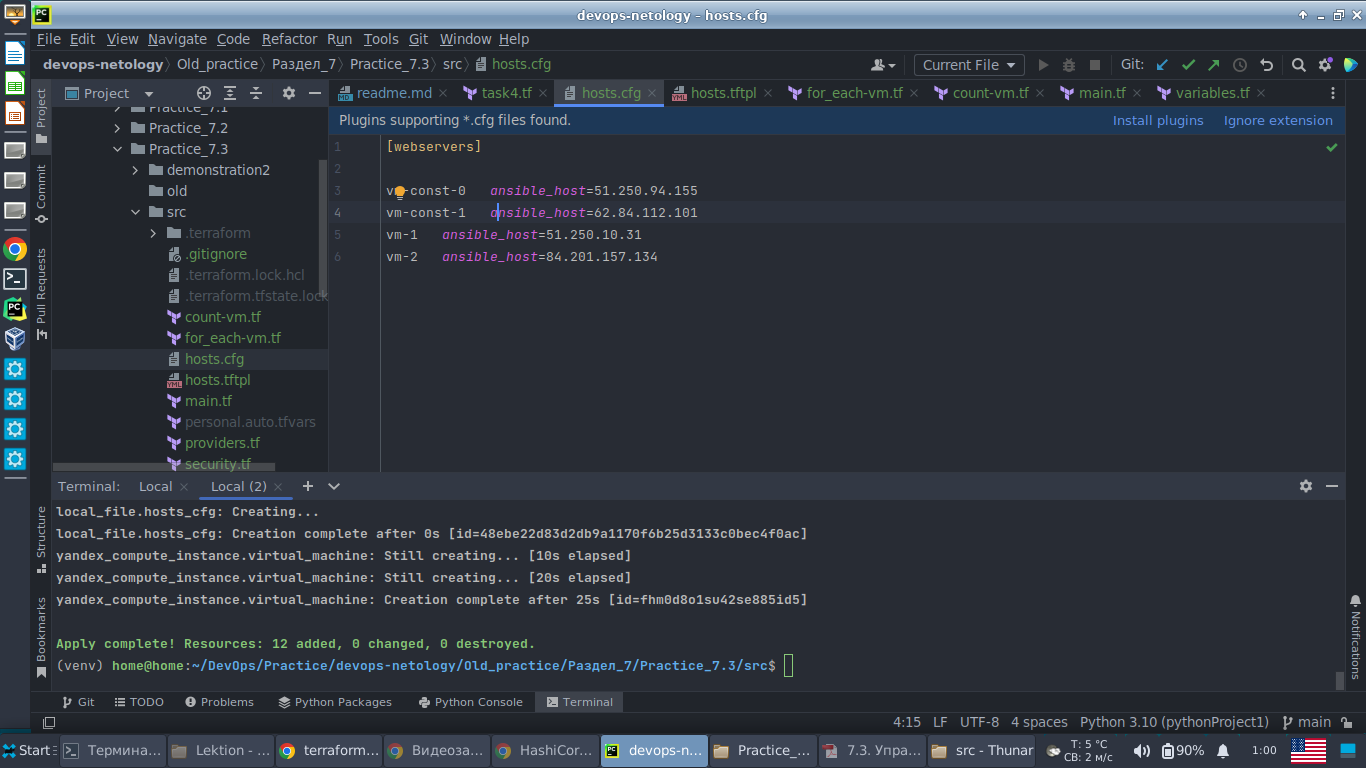 devops-netology – hosts.cfg
File Edit View Navigate Code Refactor Run Tools Git Window Help
devops-netology Old_practice Раздел_7 Practice_7.3 src hosts.cfg
Current File Git:
Project
readme.md task4.tf hosts.cfg hosts.tftpl for_each-vm.tf count-vm.tf main.tf variables.tf
Plugins supporting *.cfg files found. Install plugins Ignore extension
Project
Commit
Pull Requests
Structure
Bookmarks
Notifications
Practice_7.1
Practice_7.2
Practice_7.3
demonstration2
old
src
.terraform
.gitignore
.terraform.lock.hcl
.terraform.tfstate.lock
count-vm.tf
for_each-vm.tf
hosts.cfg
hosts.tftpl
main.tf
personal.auto.tfvars
providers.tf
security.tf
1 [webservers]
2
3 vm-const-0 ansible_host=51.250.94.155
4 vm-const-1 ansible_host=62.84.112.101
5 vm-1 ansible_host=51.250.10.31
6 vm-2 ansible_host=84.201.157.134
Terminal: Local Local (2)
local_file.hosts_cfg: Creating...
local_file.hosts_cfg: Creation complete after 0s [id=48ebe22d83d2db9a1170f6b25d3133c0bec4f0ac]
yandex_compute_instance.virtual_machine: Still creating... [10s elapsed]
yandex_compute_instance.virtual_machine: Still creating... [20s elapsed]
yandex_compute_instance.virtual_machine: Creation complete after 25s [id=fhm0d8o1su42se885id5]
Apply complete! Resources: 12 added, 0 changed, 0 destroyed.
(venv) home@home:~/DevOps/Practice/devops-netology/Old_practice/Раздел_7/Practice_7.3/src$
Git TODO Problems Python Packages Python Console Terminal
4:15 LF UTF-8 4 spaces Python 3.10 (pythonProject1) main
Start Термина... Lektion - ... terraform... Видеоза... HashiCor... devops-n... Practice_... 7.3. Упра... src - Thunar Т: 5 °C 90% 1:00
СВ: 2 м/с